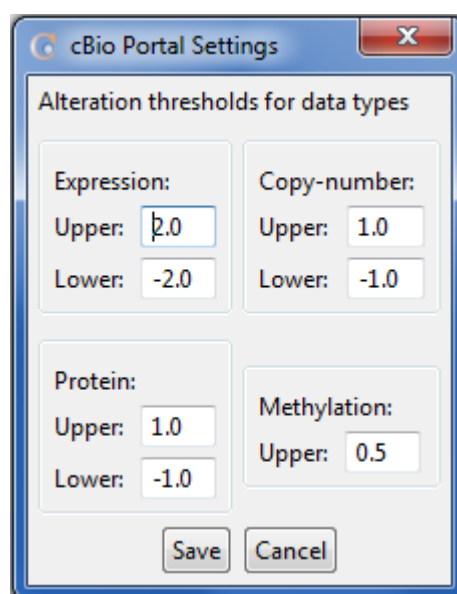 cBio Portal Settings
Alteration thresholds for data types
Expression:
Upper: 2.0
Lower: -2.0
Copy-number:
Upper: 1.0
Lower: -1.0
Protein:
Upper: 1.0
Lower: -1.0
Methylation:
Upper: 0.5
Save Cancel